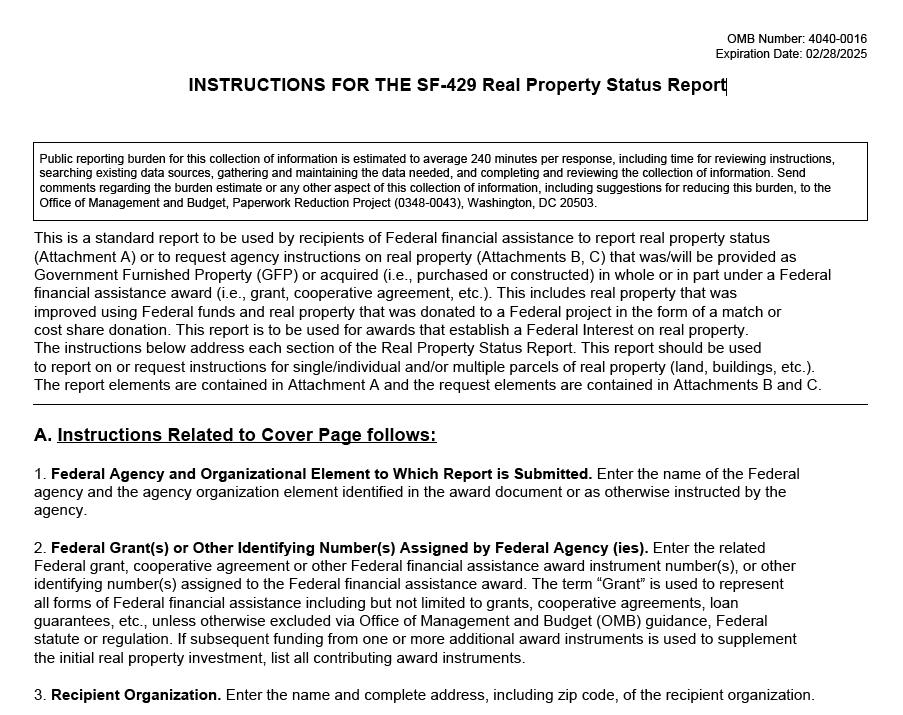 OMB Number: 4040-0016
Expiration Date: 02/28/2025
INSTRUCTIONS FOR THE SF-429 Real Property Status Report
Public reporting burden for this collection of information is estimated to average 240 minutes per response, including time for reviewing instructions,
searching existing data sources, gathering and maintaining the data needed, and completing and reviewing the collection of information. Send
comments regarding the burden estimate or any other aspect of this collection of information, including suggestions for reducing this burden, to the
Office of Management and Budget, Paperwork Reduction Project (0348-0043), Washington, DC 20503.
This is a standard report to be used by recipients of Federal financial assistance to report real property status
(Attachment A) or to request agency instructions on real property (Attachments B, C) that was/will be provided as
Government Furnished Property (GFP) or acquired (i.e., purchased or constructed) in whole or in part under a Federal
financial assistance award (i.e., grant, cooperative agreement, etc.). This includes real property that was
improved using Federal funds and real property that was donated to a Federal project in the form of a match or
cost share donation. This report is to be used for awards that establish a Federal Interest on real property.
The instructions below address each section of the Real Property Status Report. This report should be used
to report on or request instructions for single/individual and/or multiple parcels of real property (land, buildings, etc.).
The report elements are contained in Attachment A and the request elements are contained in Attachments B and C.
A. Instructions Related to Cover Page follows:
1. Federal Agency and Organizational Element to Which Report is Submitted. Enter the name of the Federal
agency and the agency organization element identified in the award document or as otherwise instructed by the
agency.
2. Federal Grant(s) or Other Identifying Number(s) Assigned by Federal Agency (ies). Enter the related
Federal grant, cooperative agreement or other Federal financial assistance award instrument number(s), or other
identifying number(s) assigned to the Federal financial assistance award. The term “Grant” is used to represent
all forms of Federal financial assistance including but not limited to grants, cooperative agreements, loan
guarantees, etc., unless otherwise excluded via Office of Management and Budget (OMB) guidance, Federal
statute or regulation. If subsequent funding from one or more additional award instruments is used to supplement
the initial real property investment, list all contributing award instruments.
3. Recipient Organization. Enter the name and complete address, including zip code, of the recipient organization.